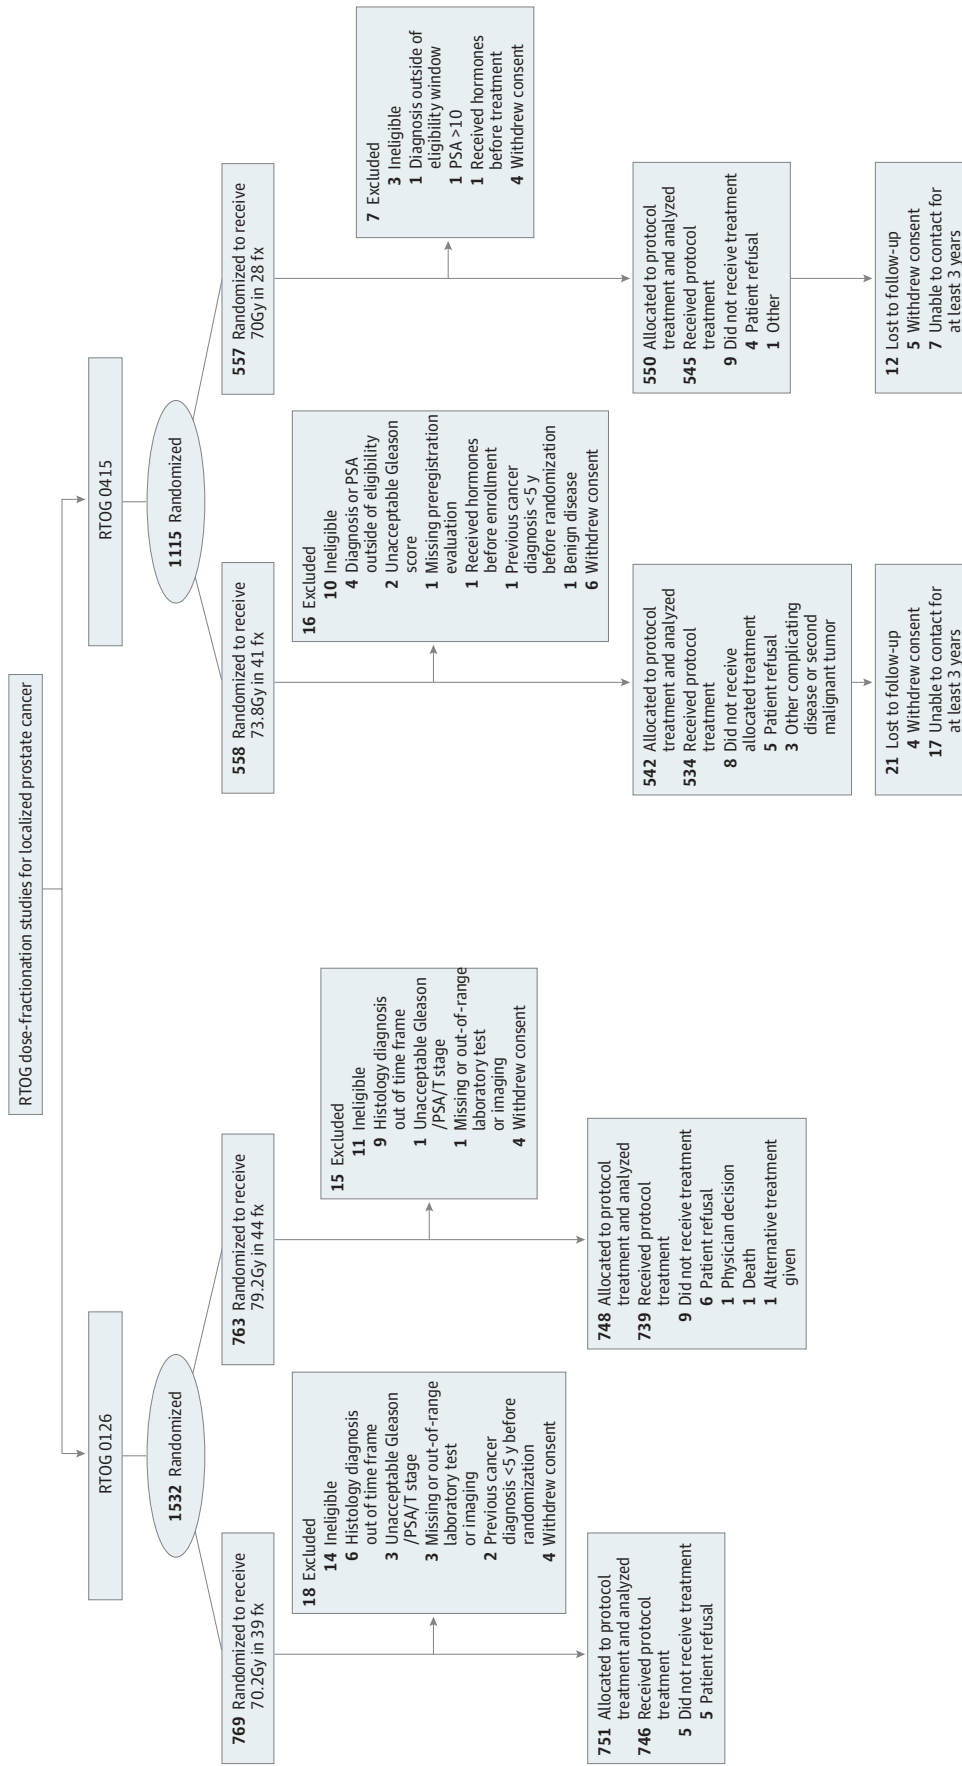 RTOG dose-fractionation studies for localized prostate cancer
RTOG 0126
1532 Randomized
769 Randomized to receive
70.2Gy in 39 fx
18 Excluded
14 Ineligible
6 Histology diagnosis
out of time frame
3 Unacceptable Gleason
/PSA/T stage
3 Missing or out-of-range
laboratory test
or imaging
2 Previous cancer
diagnosis <5 y before
randomization
4 Withdrew consent
751 Allocated to protocol
treatment and analyzed
746 Received protocol
treatment
5 Did not receive treatment
5 Patient refusal
763 Randomized to receive
79.2Gy in 44 fx
15 Excluded
11 Ineligible
9 Histology diagnosis
out of time frame
1 Unacceptable Gleason
/PSA/T stage
1 Missing or out-of-range
laboratory test
or imaging
4 Withdrew consent
748 Allocated to protocol
treatment and analyzed
739 Received protocol
treatment
9 Did not receive treatment
6 Patient refusal
1 Physician decision
1 Death
1 Alternative treatment
given
RTOG 0415
1115 Randomized
558 Randomized to receive
73.8Gy in 41 fx
16 Excluded
10 Ineligible
4 Diagnosis or PSA
outside of eligibility
2 Unacceptable Gleason
score
1 Missing preregistration
evaluation
1 Received hormones
before enrollment
1 Previous cancer
diagnosis <5 y
before randomization
1 Benign disease
6 Withdrew consent
542 Allocated to protocol
treatment and analyzed
534 Received protocol
treatment
8 Did not receive
allocated treatment
5 Patient refusal
3 Other complicating
disease or second
malignant tumor
21 Lost to follow-up
4 Withdrew consent
17 Unable to contact for
at least 3 years
557 Randomized to receive
70Gy in 28 fx
7 Excluded
3 Ineligible
1 Diagnosis outside of
eligibility window
1 PSA >10
1 Received hormones
before treatment
4 Withdrew consent
550 Allocated to protocol
treatment and analyzed
545 Received protocol
treatment
9 Did not receive treatment
4 Patient refusal
1 Other
12 Lost to follow-up
5 Withdrew consent
7 Unable to contact for
at least 3 years